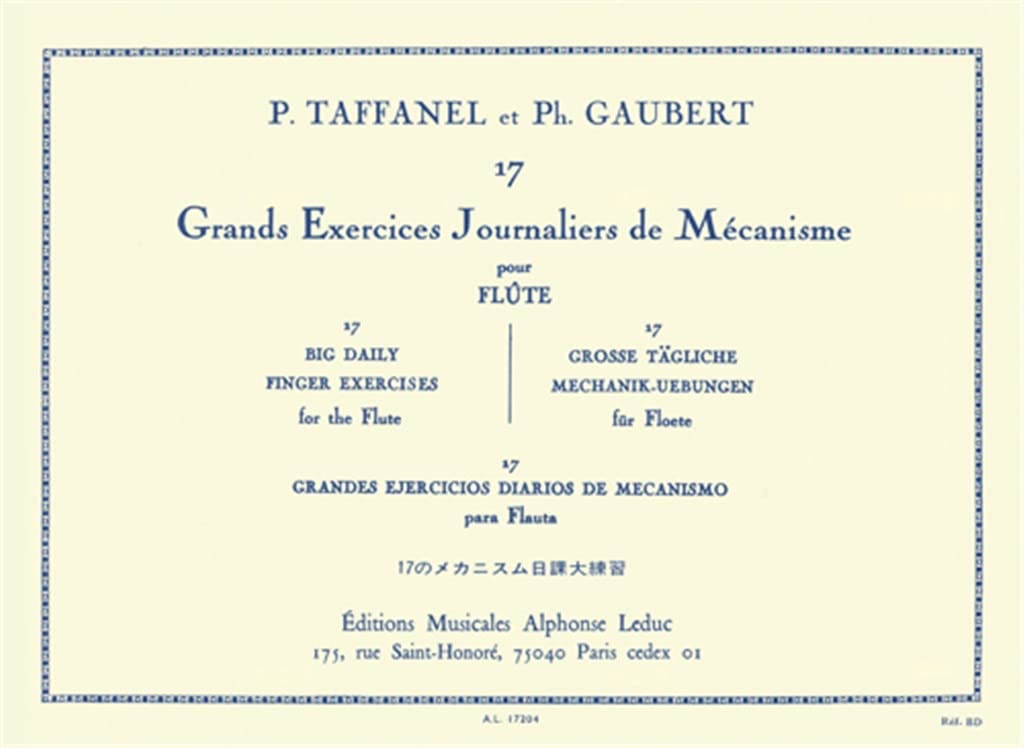 P. TAFFANEL et Ph. GAUBERT
17
Grands Exercices Journaliers de Mécanisme
pour
FLÛTE
17
BIG DAILY
FINGER EXERCISES
for the Flute
17
GROSSE TÄGLICHE
MECHANIK-UEBUNGEN
für Floete
17
GRANDES EJERCICIOS DIARIOS DE MECANISMO
para Flauta
17のメカニスム日課大練習
Éditions Musicales Alphonse Leduc
175, rue Saint-Honoré, 75040 Paris cedex 01
A.L. 17204
Réf. BD